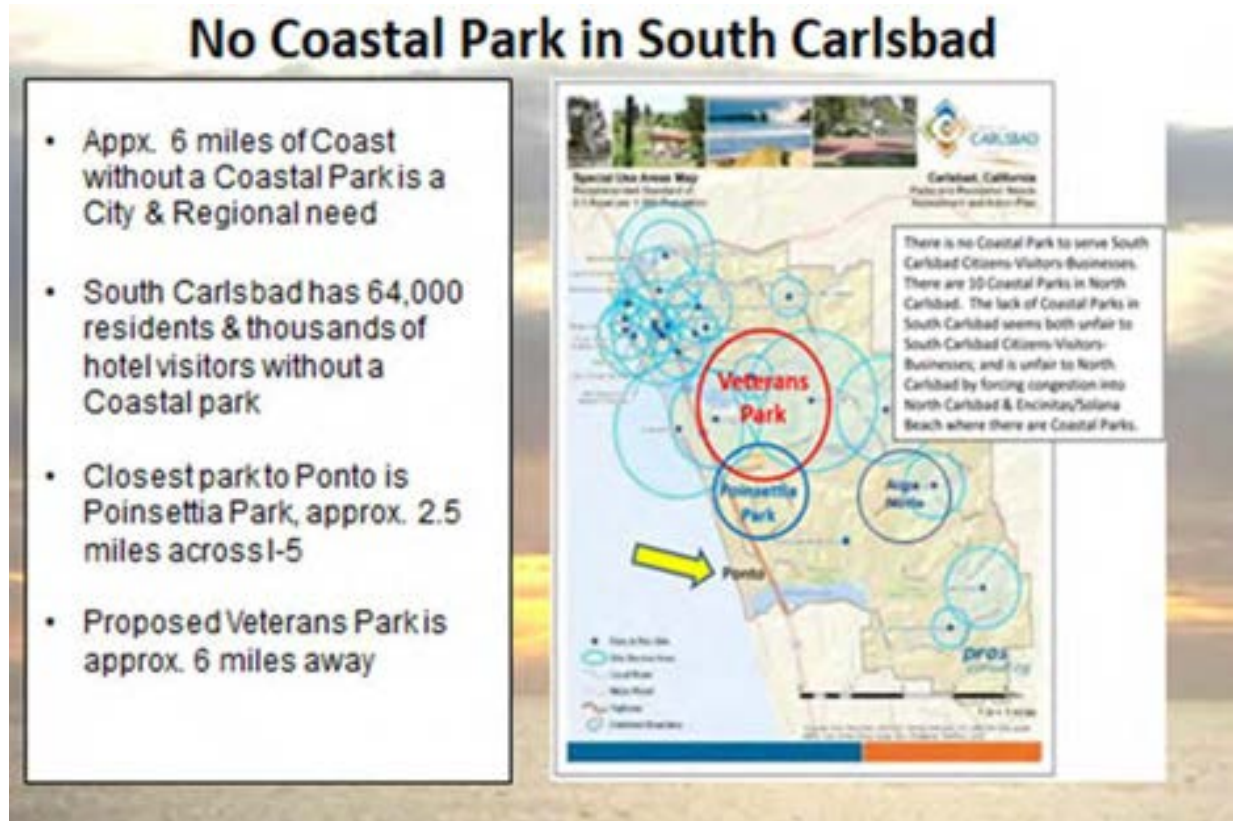 No Coastal Park in South Carlsbad
• Appx. 6 miles of Coast
without a Coastal Park is a
City & Regional need
• South Carlsbad has 64,000
residents & thousands of
hotel visitors without a
Coastal park
• Closest park to Ponto is
Poinsettia Park, approx. 2.5
miles across I-5
• Proposed Veterans Park is
approx. 6 miles away
CARLSBAD
Special Use Areas Map
Carlsbad, California
There is no Coastal Park to serve South
Carlsbad Citizens-Visitors-Businesses.
There are 10 Coastal Parks in North
Carlsbad. The lack of Coastal Parks in
South Carlsbad seems both unfair to
South Carlsbad Citizens-Visitors-
Businesses; and is unfair to North
Carlsbad by forcing congestion into
North Carlsbad & Encinitas/Solana
Beach where there are Coastal Parks.
Veterans
Park
Poinsettia
Park
Alga
Norte
Ponto
pros